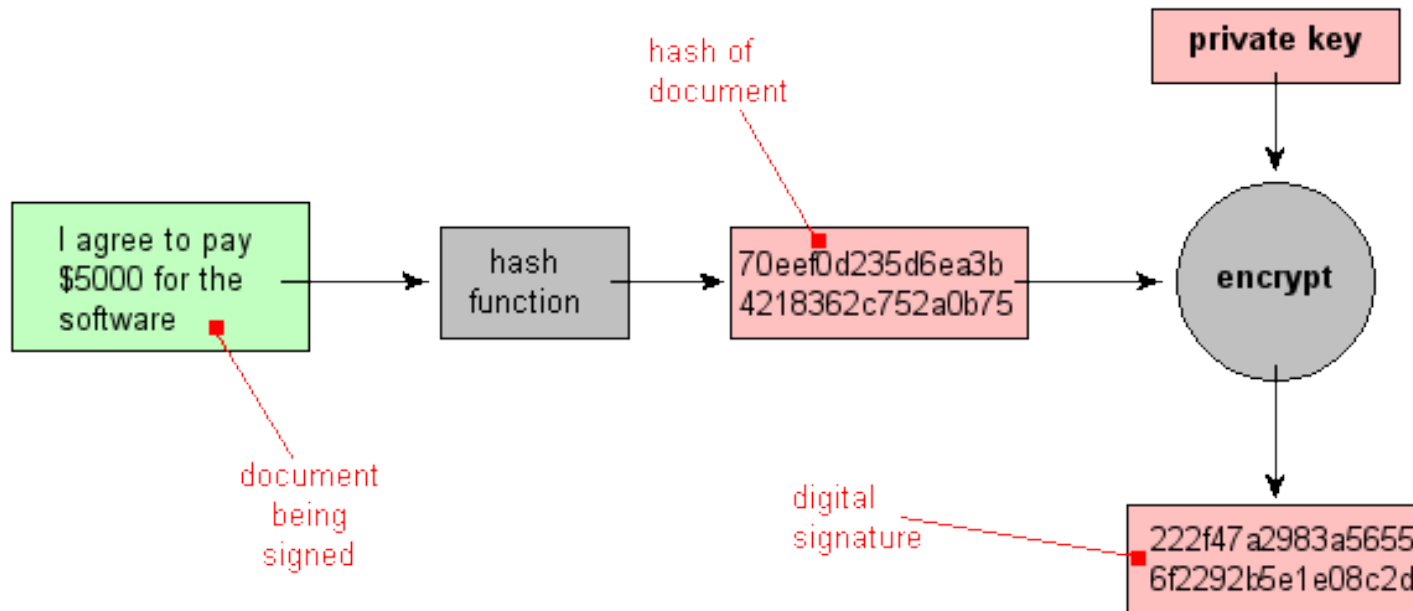 hash of
document
private key
I agree to pay
$5000 for the
software
hash
function
70eef0d235d6ea3b
4218362c752a0b75
encrypt
document
being
signed
digital
signature
222f47a2983a5655
6f2292b5e1e08c2d